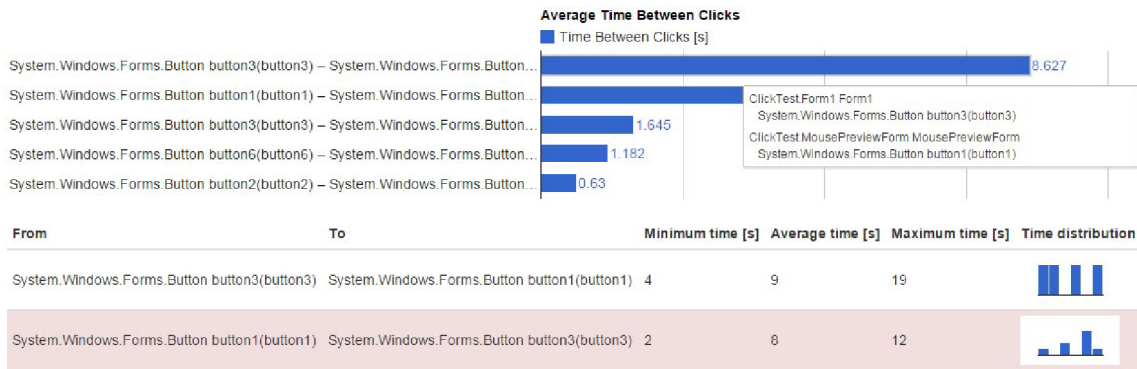 Average Time Between Clicks
Time Between Clicks [s]
System.Windows.Forms.Button button3(button3) – System.Windows.Forms.Button... 8.627
System.Windows.Forms.Button button1(button1) – System.Windows.Forms.Button...
ClickTest.Form1 Form1
System.Windows.Forms.Button button3(button3)
ClickTest.MousePreviewForm MousePreviewForm
System.Windows.Forms.Button button1(button1)
System.Windows.Forms.Button button3(button3) – System.Windows.Forms.Button... 1.645
System.Windows.Forms.Button button6(button6) – System.Windows.Forms.Button... 1.182
System.Windows.Forms.Button button2(button2) – System.Windows.Forms.Button... 0.63
From To Minimum time [s] Average time [s] Maximum time [s] Time distribution
System.Windows.Forms.Button button3(button3) System.Windows.Forms.Button button1(button1) 4 9 19
System.Windows.Forms.Button button1(button1) System.Windows.Forms.Button button3(button3) 2 8 12